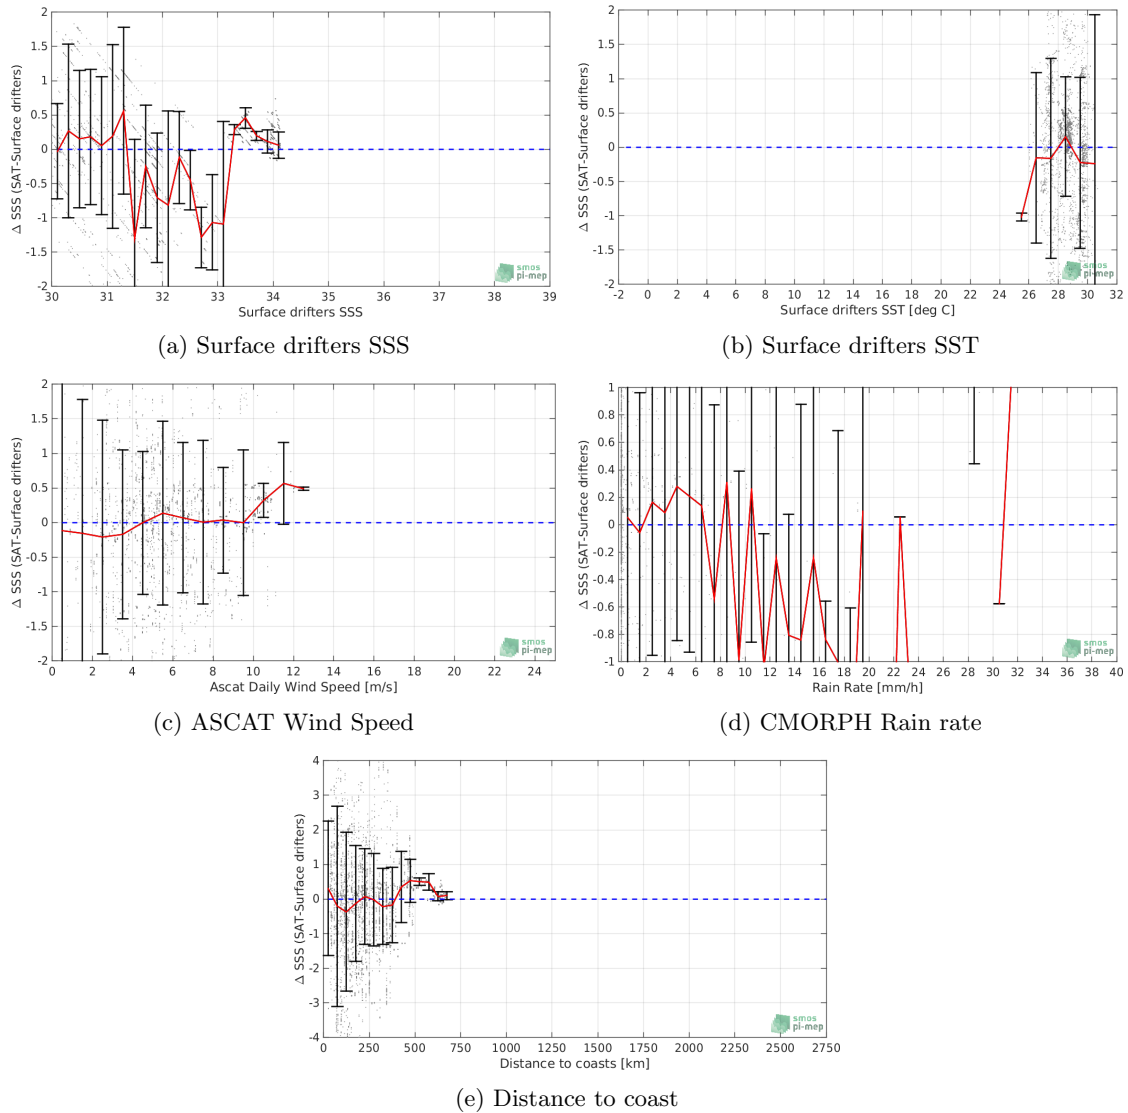 2
1.5
1
0.5
0
-0.5
-1
-1.5
-2
Δ SSS (SAT-Surface drifters)
30 31 32 33 34 35 36 37 38 39
Surface drifters SSS
smos
pi-mep
(a) Surface drifters SSS
2
1.5
1
0.5
0
-0.5
-1
-1.5
-2
Δ SSS (SAT-Surface drifters)
-2 0 2 4 6 8 10 12 14 16 18 20 22 24 26 28 30 32
Surface drifters SST [deg C]
smos
pi-mep
(b) Surface drifters SST
2
1.5
1
0.5
0
-0.5
-1
-1.5
-2
Δ SSS (SAT-Surface drifters)
0 2 4 6 8 10 12 14 16 18 20 22 24
Ascat Daily Wind Speed [m/s]
smos
pi-mep
(c) ASCAT Wind Speed
1
0.8
0.6
0.4
0.2
0
-0.2
-0.4
-0.6
-0.8
-1
Δ SSS (SAT-Surface drifters)
0 2 4 6 8 10 12 14 16 18 20 22 24 26 28 30 32 34 36 38 40
Rain Rate [mm/h]
smos
pi-mep
(d) CMORPH Rain rate
4
3
2
1
0
-1
-2
-3
-4
Δ SSS (SAT-Surface drifters)
0 250 500 750 1000 1250 1500 1750 2000 2250 2500 2750
Distance to coasts [km]
smos
pi-mep
(e) Distance to coast